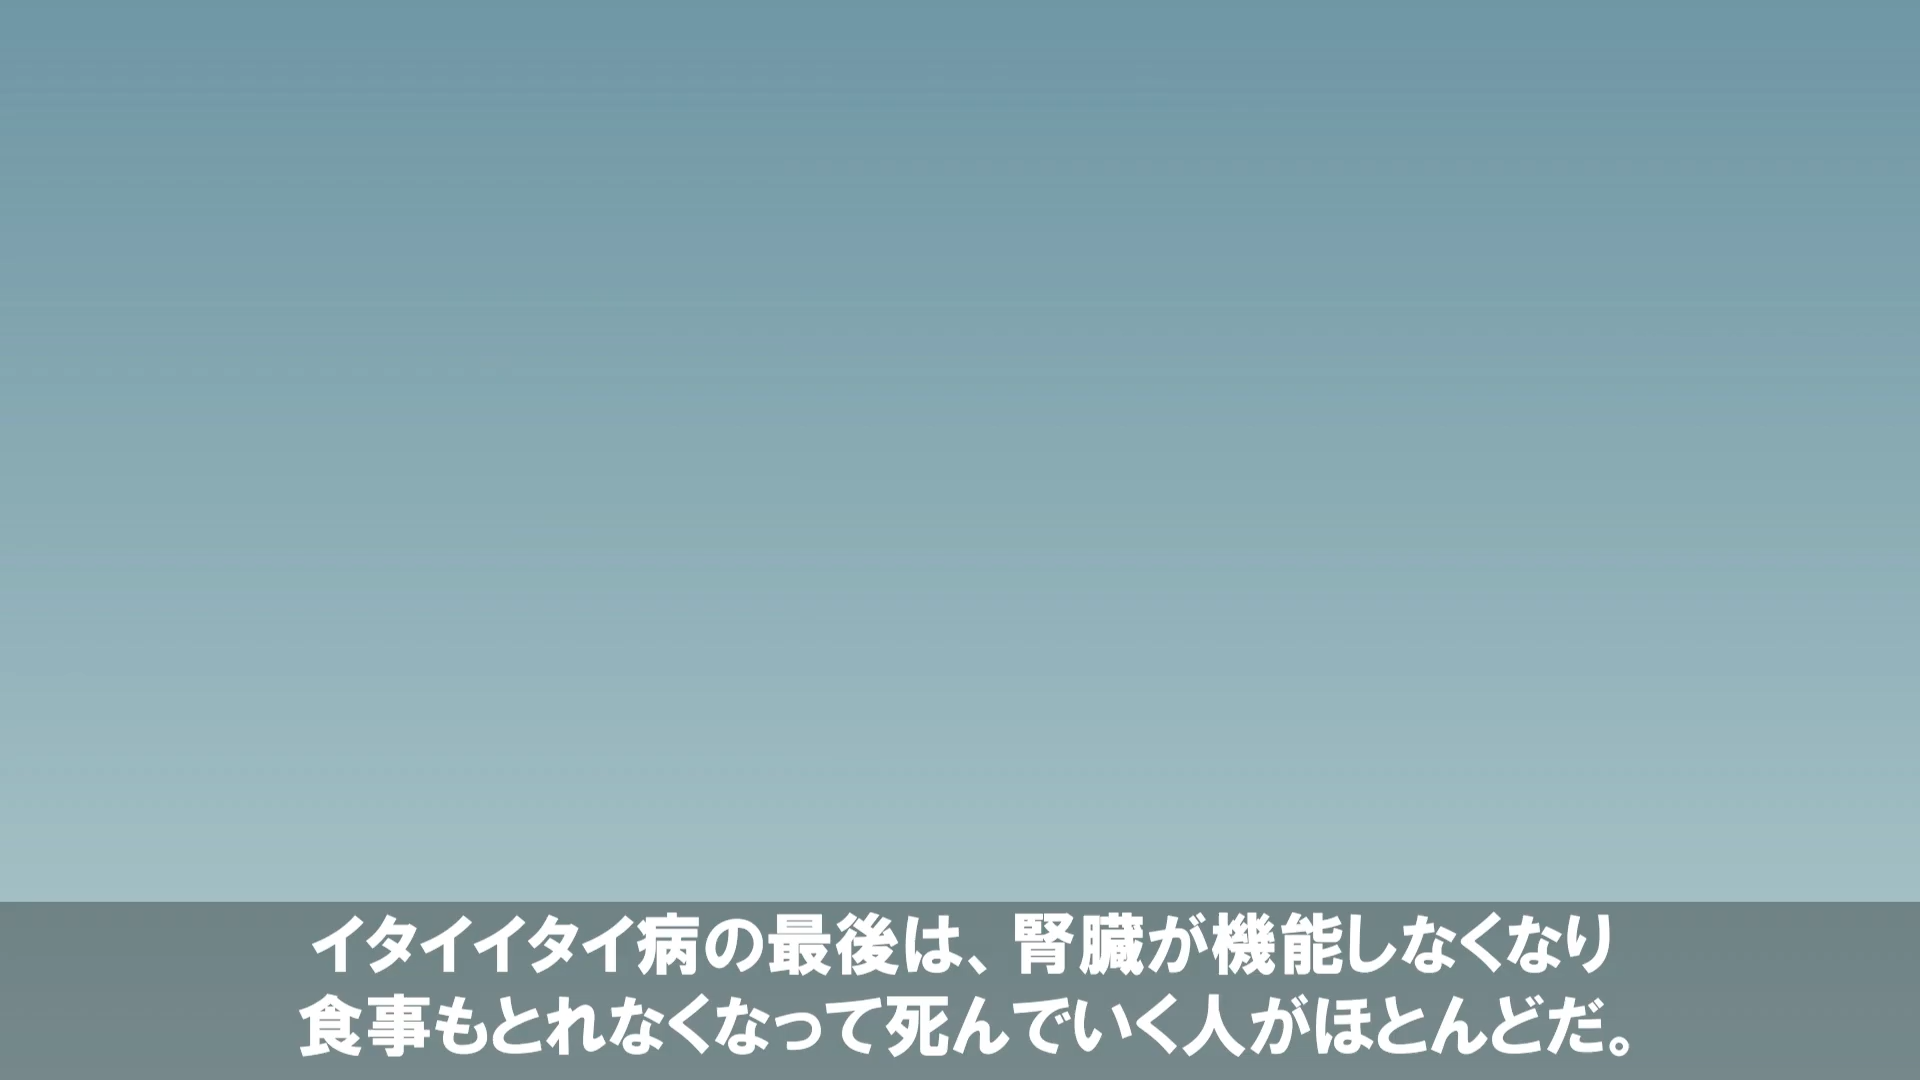 イタイイタイ病の最後は、腎臓が機能しなくなり
食事もとれなくなって死んでいく人がほとんどだ。